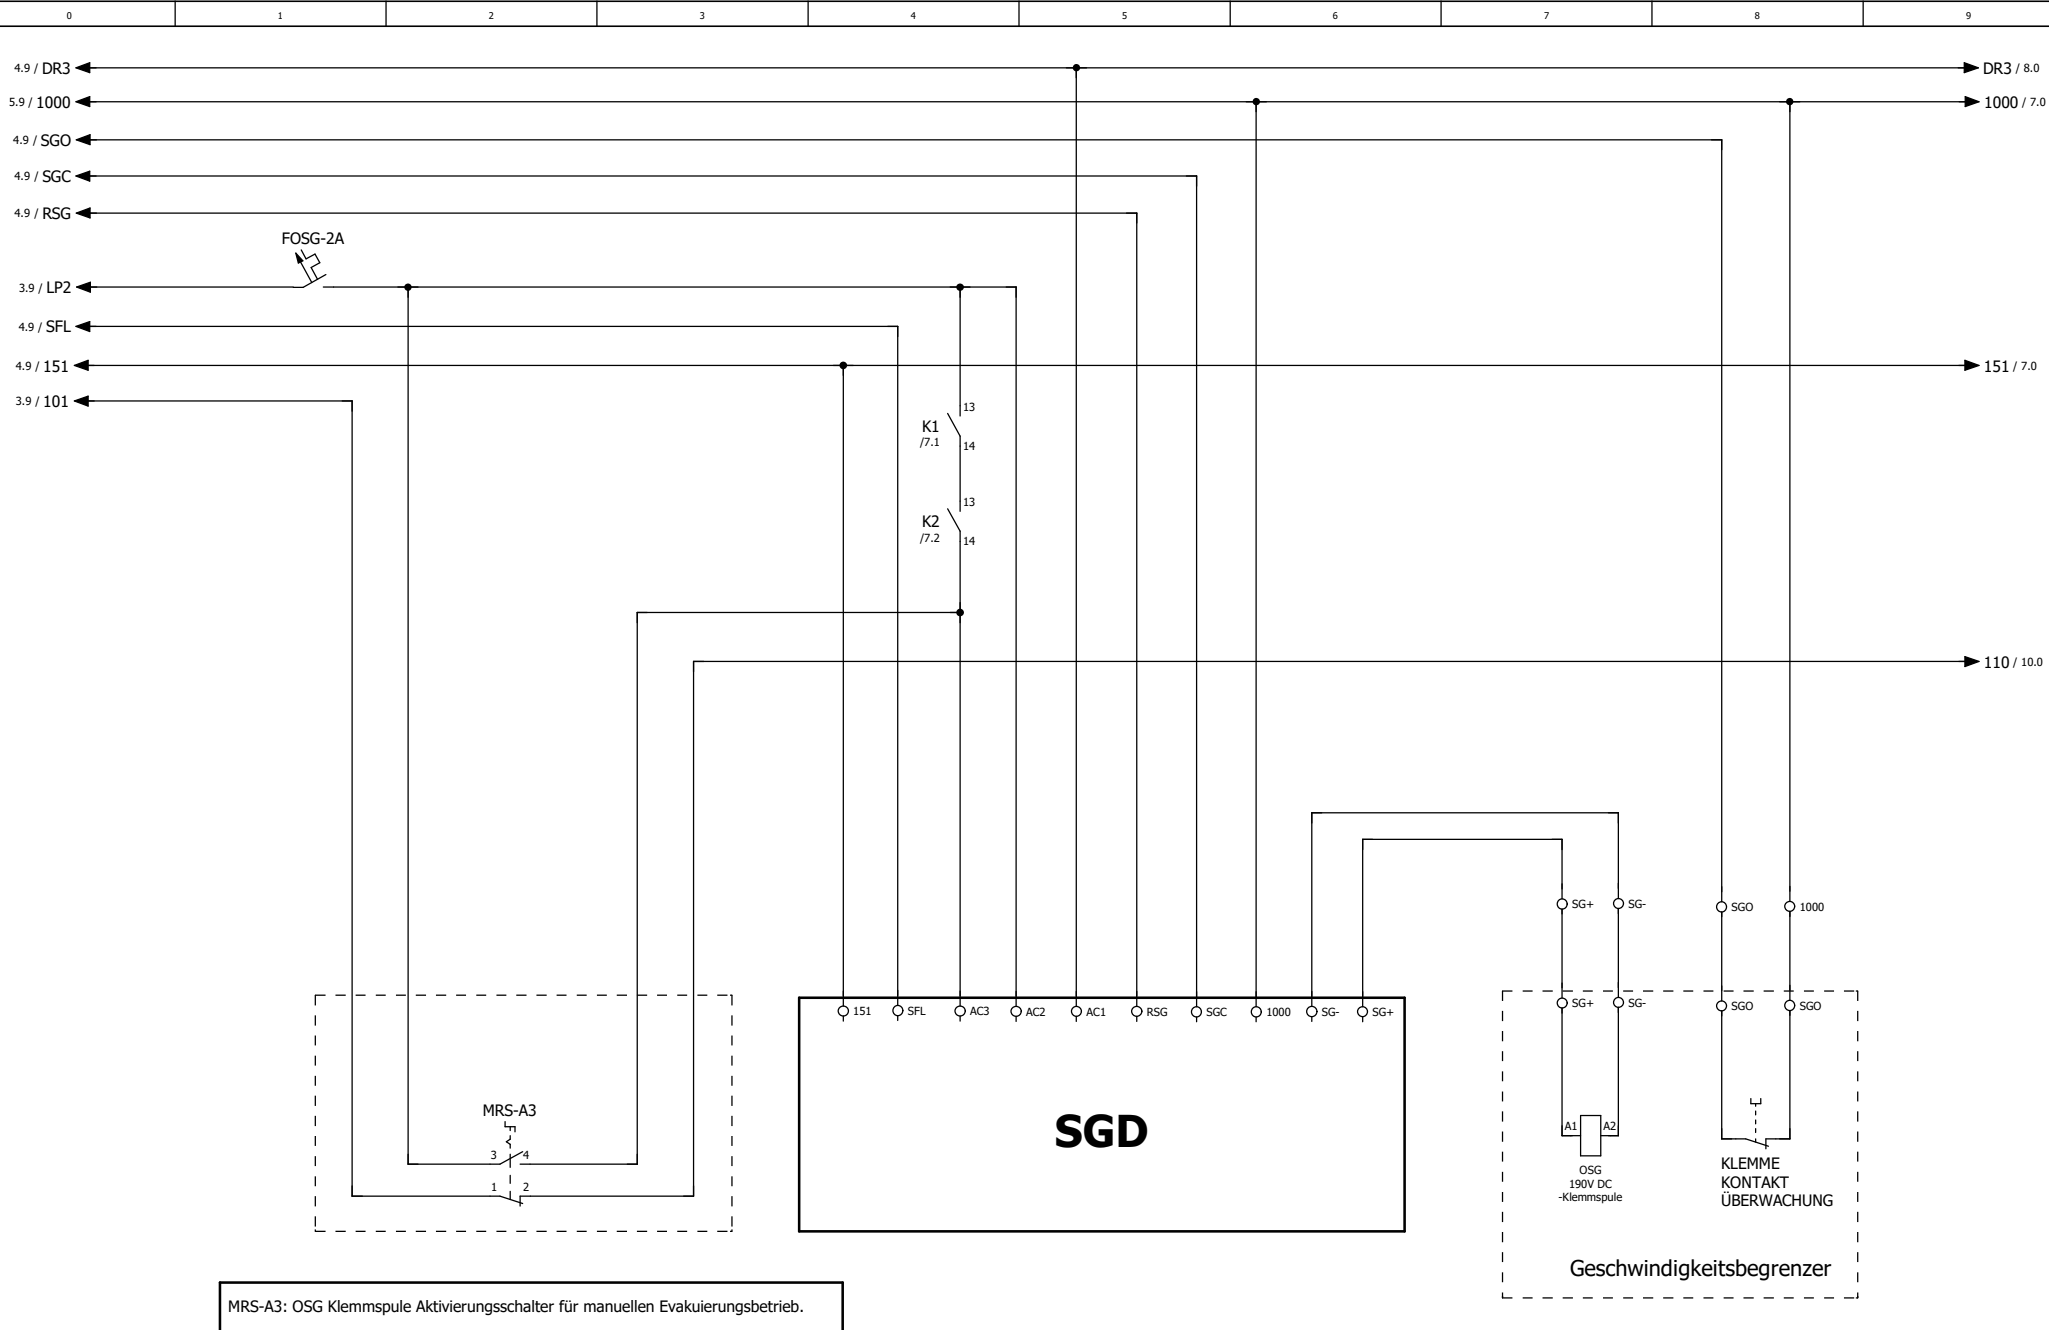 0 1 2 3 4 5 6 7 8 9
4.9 / DR3
DR3 / 8.0
5.9 / 1000
1000 / 7.0
4.9 / SGO
4.9 / SGC
4.9 / RSG
FOSG-2A
3.9 / LP2
4.9 / SFL
4.9 / 151
151 / 7.0
3.9 / 101
13
K1
/7.1
14
13
K2
/7.2
14
110 / 10.0
SG+ SG- SGO 1000
SG+ SG- SGO SGO
151 SFL AC3 AC2 AC1 RSG SGC 1000 SG- SG+
MRS-A3
3 4
1 2
SGD
A1 A2
OSG
190V DC
-Klemmspule
KLEMME
KONTAKT
ÜBERWACHUNG
Geschwindigkeitsbegrenzer
MRS-A3: OSG Klemmspule Aktivierungsschalter für manuellen Evakuierungsbetrieb.